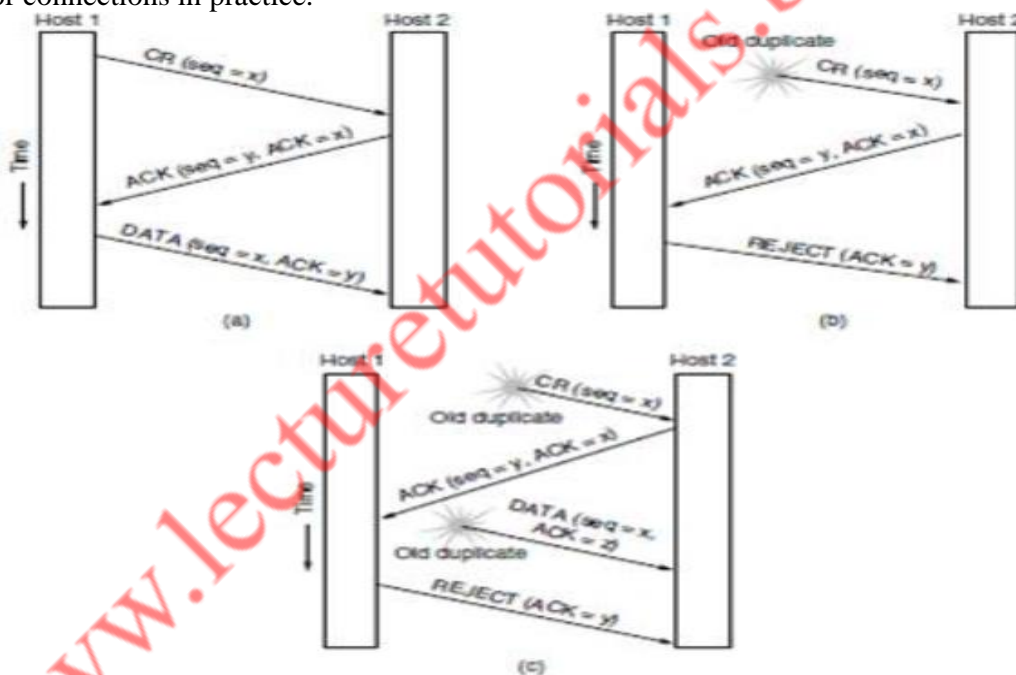 of connections in practice.
Host 1
Host 2
CR (seq = x)
ACK (seq = y, ACK = x)
DATA (seq = x, ACK = y)
Time
(a)
Host 1
Host 2
Old duplicate
CR (seq = x)
ACK (seq = y, ACK = x)
REJECT (ACK = y)
Time
(b)
Host 1
Host 2
CR (seq = x)
Old duplicate
ACK (seq = y, ACK = x)
DATA (seq = x,
ACK = z)
Old duplicate
REJECT (ACK = y)
Time
(c)
www.lecturetutorials.